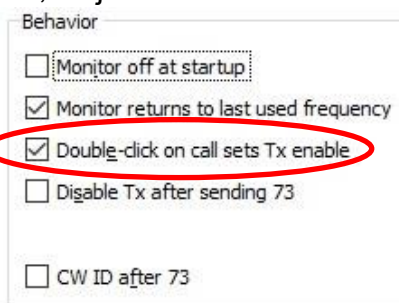 Behavior
Monitor off at startup
Monitor returns to last used frequency
Double-click on call sets Tx enable
Disable Tx after sending 73
CW ID after 73